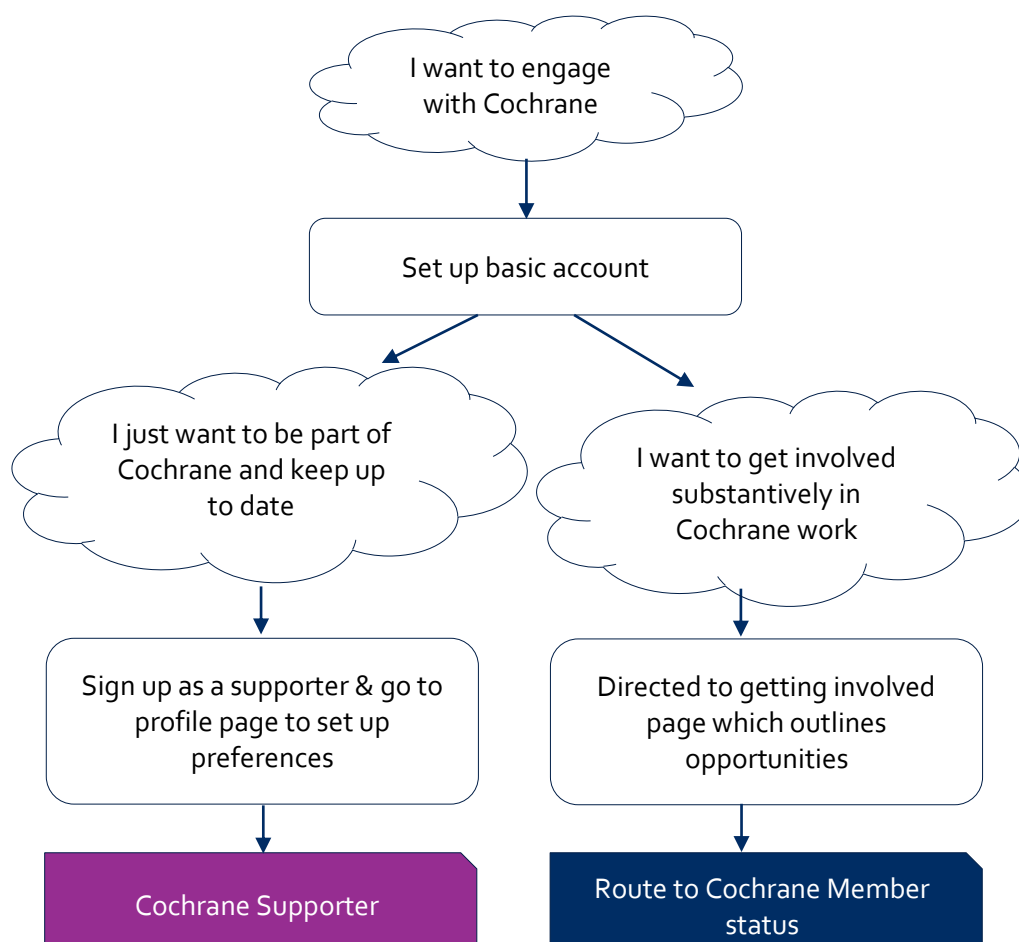 I want to engage
with Cochrane
Set up basic account
I just want to be part of
Cochrane and keep up
to date
I want to get involved
substantively in
Cochrane work
Sign up as a supporter & go to
profile page to set up
preferences
Directed to getting involved
page which outlines
opportunities
Cochrane Supporter
Route to Cochrane Member
status